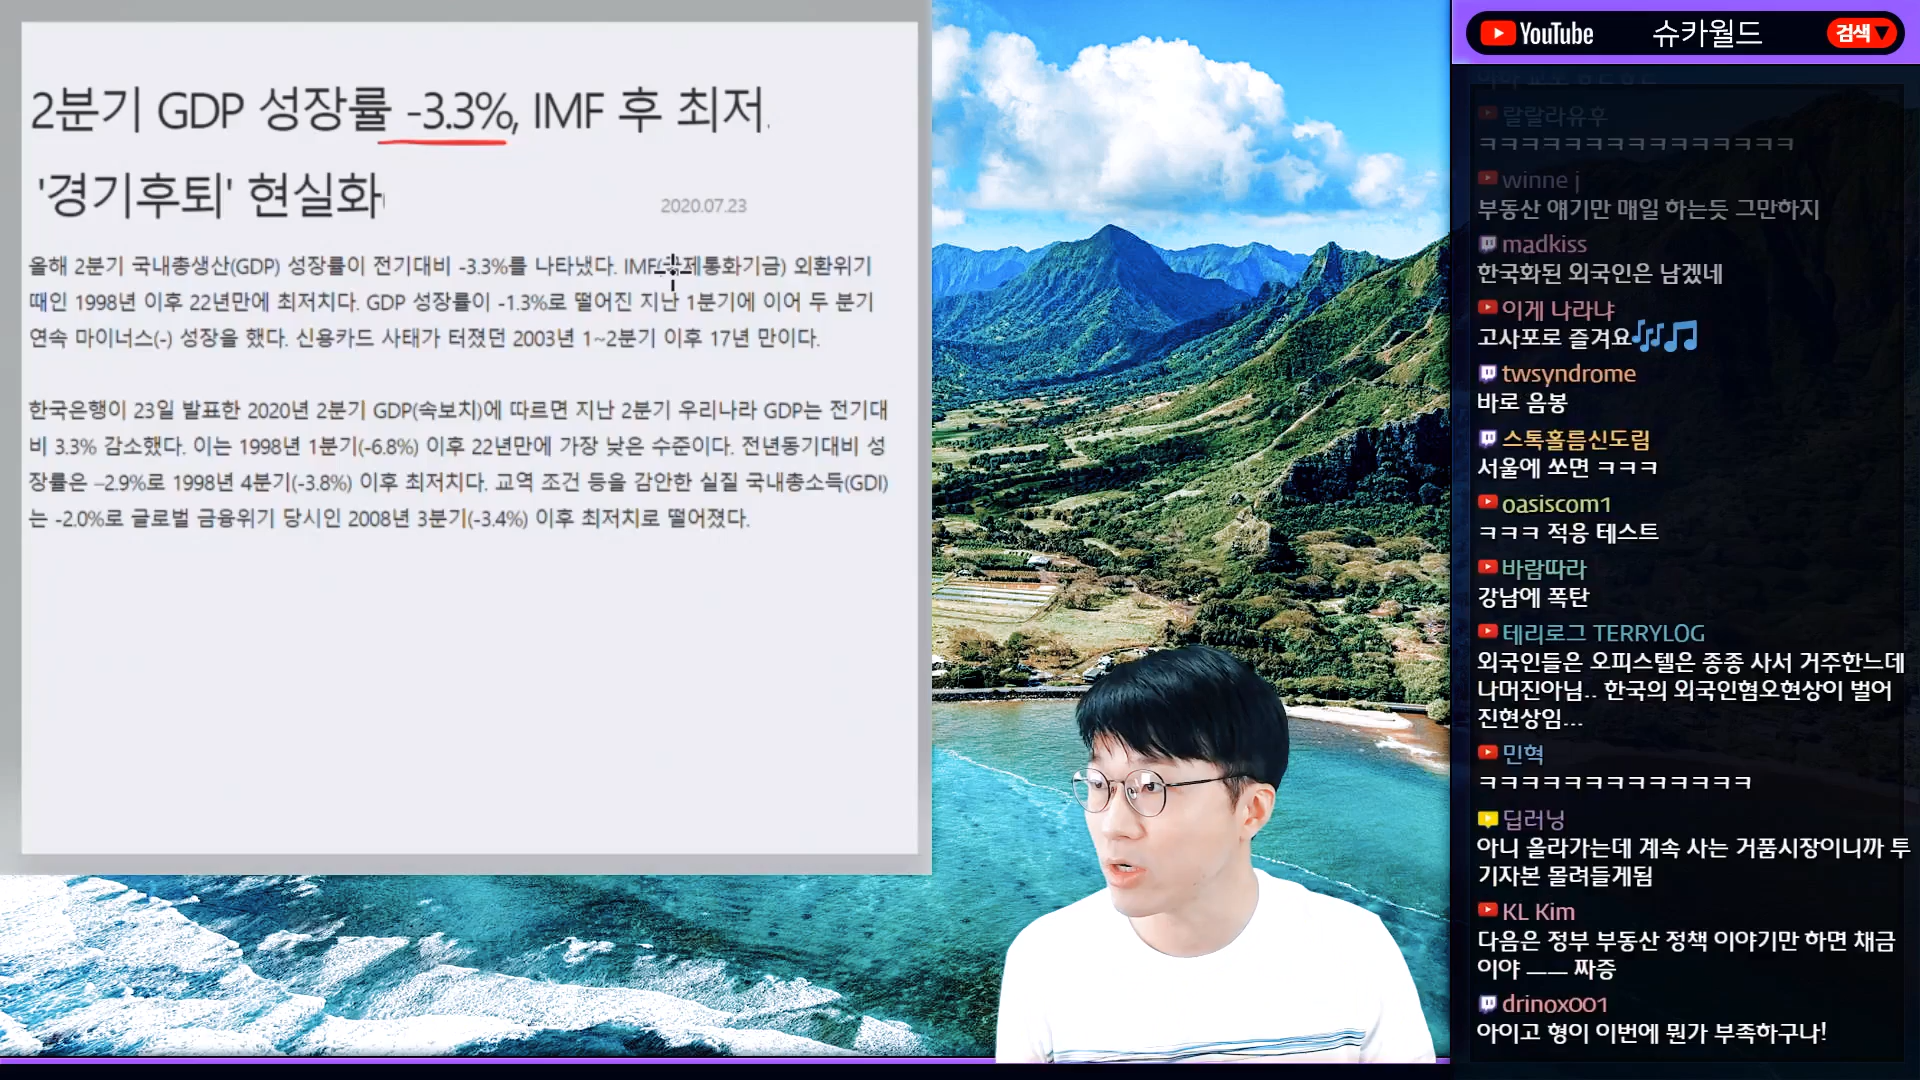 2분기 GDP 성장률 -3.3%, IMF 후 최저.
'경기후퇴' 현실화
2020.07.23
올해 2분기 국내총생산(GDP) 성장률이 전기대비 -3.3%를 나타냈다. IMF(국제통화기금) 외환위기
때인 1998년 이후 22년만에 최저치다. GDP 성장률이 -1.3%로 떨어진 지난 1분기에 이어 두 분기
연속 마이너스(-) 성장을 했다. 신용카드 사태가 터졌던 2003년 1~2분기 이후 17년 만이다.
한국은행이 23일 발표한 2020년 2분기 GDP(속보치)에 따르면 지난 2분기 우리나라 GDP는 전기대
비 3.3% 감소했다. 이는 1998년 1분기(-6.8%) 이후 22년만에 가장 낮은 수준이다. 전년동기대비 성
장률은 –2.9%로 1998년 4분기(-3.8%) 이후 최저치다. 교역 조건 등을 감안한 실질 국내총소득(GDI)
는 -2.0%로 글로벌 금융위기 당시인 2008년 3분기(-3.4%) 이후 최저치로 떨어졌다.
YouTube 슈카월드 검색▼
랄랄라유후
ㅋㅋㅋㅋㅋㅋㅋㅋㅋㅋㅋㅋㅋㅋㅋ
winne j
부동산 얘기만 매일 하는듯 그만하지
madkiss
한국화된 외국인은 남겠네
이게 나라냐
고사포로 즐겨요🎶🎵
twsyndrome
바로 음봉
스톡홀름신도림
서울에 쏘면 ㅋㅋㅋ
oasiscom1
ㅋㅋㅋ 적응 테스트
바람따라
강남에 폭탄
테리로그 TERRYLOG
외국인들은 오피스텔은 종종 사서 거주한느데
나머진아님.. 한국의 외국인혐오현상이 벌어
진현상임...
민혁
ㅋㅋㅋㅋㅋㅋㅋㅋㅋㅋㅋㅋㅋ
딥러닝
아니 올라가는데 계속 사는 거품시장이니까 투
기자본 몰려들게됨
KL Kim
다음은 정부 부동산 정책 이야기만 하면 채금
이야 ㅡㅡ 짜증
drinox001
아이고 형이 이번에 뭔가 부족하구나!